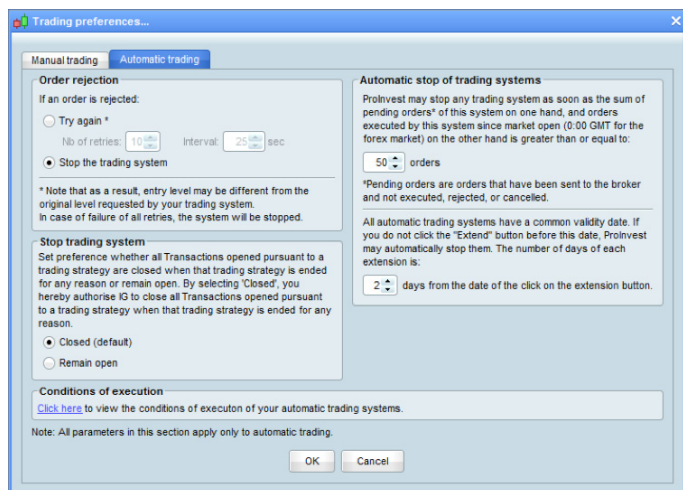 Trading preferences...
Manual trading
Automatic trading
Order rejection
If an order is rejected:
Try again *
Nb of retries: 10 Interval: 25 sec
Stop the trading system
* Note that as a result, entry level may be different from the
original level requested by your trading system.
In case of failure of all retries, the system will be stopped.
Stop trading system
Set preference whether all Transactions opened pursuant to a
trading strategy are closed when that trading strategy is ended
for any reason or remain open. By selecting 'Closed', you
hereby authorise IG to close all Transactions opened pursuant
to a trading strategy when that trading strategy is ended for any
reason.
Closed (default)
Remain open
Automatic stop of trading systems
ProInvest may stop any trading system as soon as the sum of
pending orders* of this system on one hand, and orders
executed by this system since market open (0:00 GMT for the
forex market) on the other hand is greater than or equal to:
50 orders
*Pending orders are orders that have been sent to the broker
and not executed, rejected, or cancelled.
All automatic trading systems have a common validity date. If
you do not click the "Extend" button before this date, ProInvest
may automatically stop them. The number of days of each
extension is:
2 days from the date of the click on the extension button.
Conditions of execution
Click here to view the conditions of executon of your automatic trading systems.
Note: All parameters in this section apply only to automatic trading.
OK
Cancel